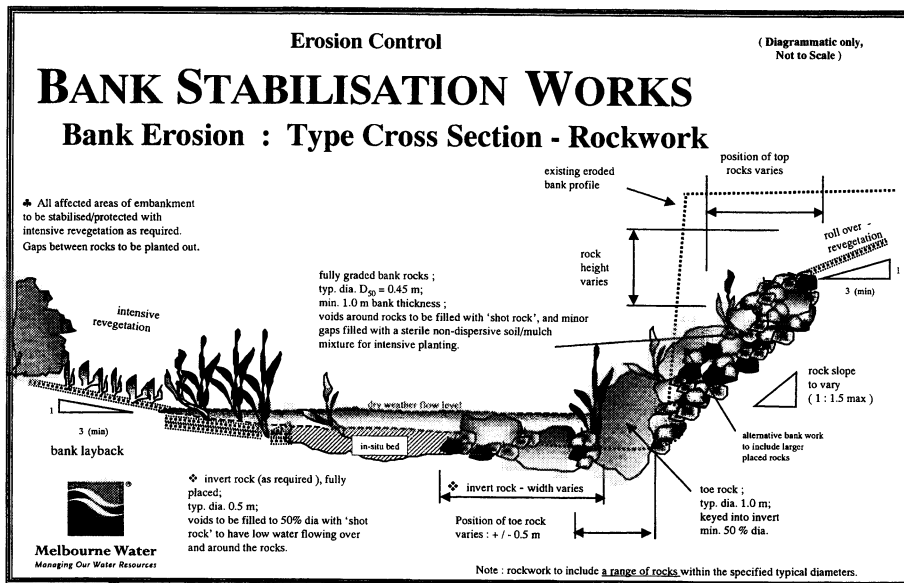 Erosion Control
( Diagrammatic only,
Not to Scale )
BANK STABILISATION WORKS
Bank Erosion : Type Cross Section - Rockwork
existing eroded
bank profile
position of top
rocks varies
♣ All affected areas of embankment
to be stabilised/protected with
intensive revegetation as required.
Gaps between rocks to be planted out.
roll over -
revegetation
1
3 (min)
rock
height
varies
fully graded bank rocks ;
typ. dia. D50 = 0.45 m;
min. 1.0 m bank thickness ;
voids around rocks to be filled with 'shot rock', and minor
gaps filled with a sterile non-dispersive soil/mulch
mixture for intensive planting.
intensive
revegetation
rock slope
to vary
( 1 : 1.5 max )
dry weather flow level
1
3 (min)
bank layback
in-situ bed
alternative bank work
to include larger
placed rocks
❖ invert rock (as required ), fully
placed;
typ. dia. 0.5 m;
voids to be filled to 50% dia with 'shot
rock' to have low water flowing over
and around the rocks.
❖ invert rock - width varies
Position of toe rock
varies : + / - 0.5 m
toe rock ;
typ. dia. 1.0 m;
keyed into invert
min. 50 % dia.
®
Melbourne Water
Managing Our Water Resources
Note : rockwork to include a range of rocks within the specified typical diameters.